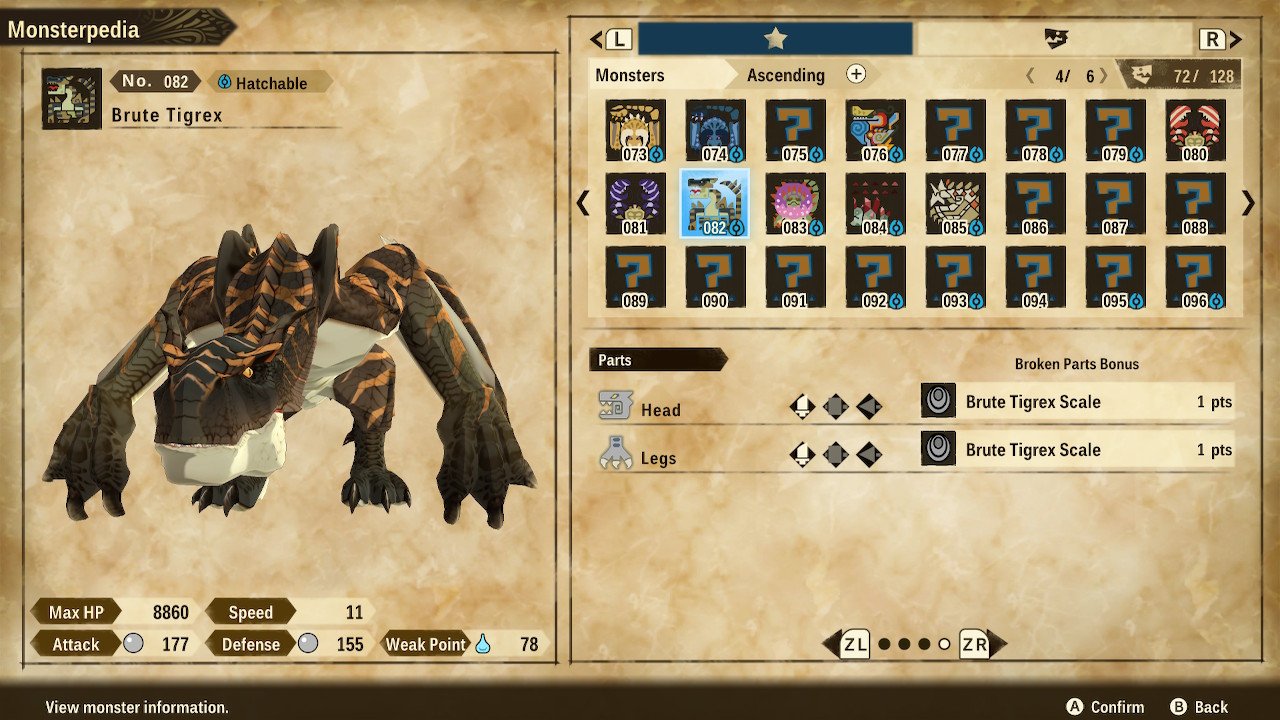 Monsterpedia
No. 082
Hatchable
Brute Tigrex
Max HP 8860
Speed 11
Attack 177
Defense 155
Weak Point 78
L
R
Monsters
Ascending
4/ 6
72/ 128
073 074 075 076 077 078 079 080
081 082 083 084 085 086 087 088
089 090 091 092 093 094 095 096
Parts
Broken Parts Bonus
Head
Brute Tigrex Scale 1 pts
Legs
Brute Tigrex Scale 1 pts
ZL ZR
View monster information.
A Confirm
B Back